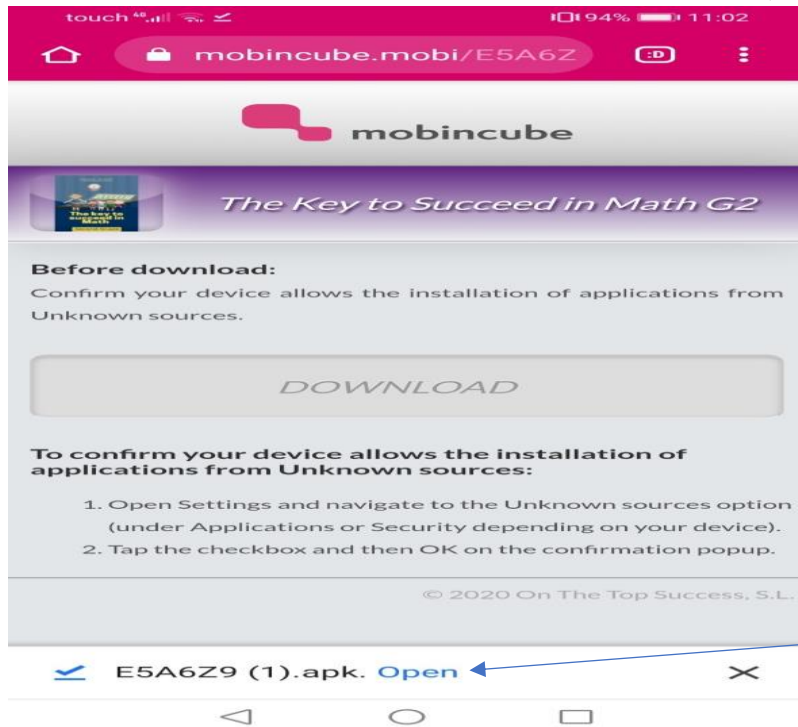 touch 4G 94% 11:02
mobincube.mobi/E5A6Z :D
mobincube
The key to
succeed in
Math
The Key to Succeed in Math G2
Before download:
Confirm your device allows the installation of applications from
Unknown sources.
DOWNLOAD
To confirm your device allows the installation of
applications from Unknown sources:
1. Open Settings and navigate to the Unknown sources option
(under Applications or Security depending on your device).
2. Tap the checkbox and then OK on the confirmation popup.
© 2020 On The Top Success, S.L.
E5A6Z9 (1).apk. Open